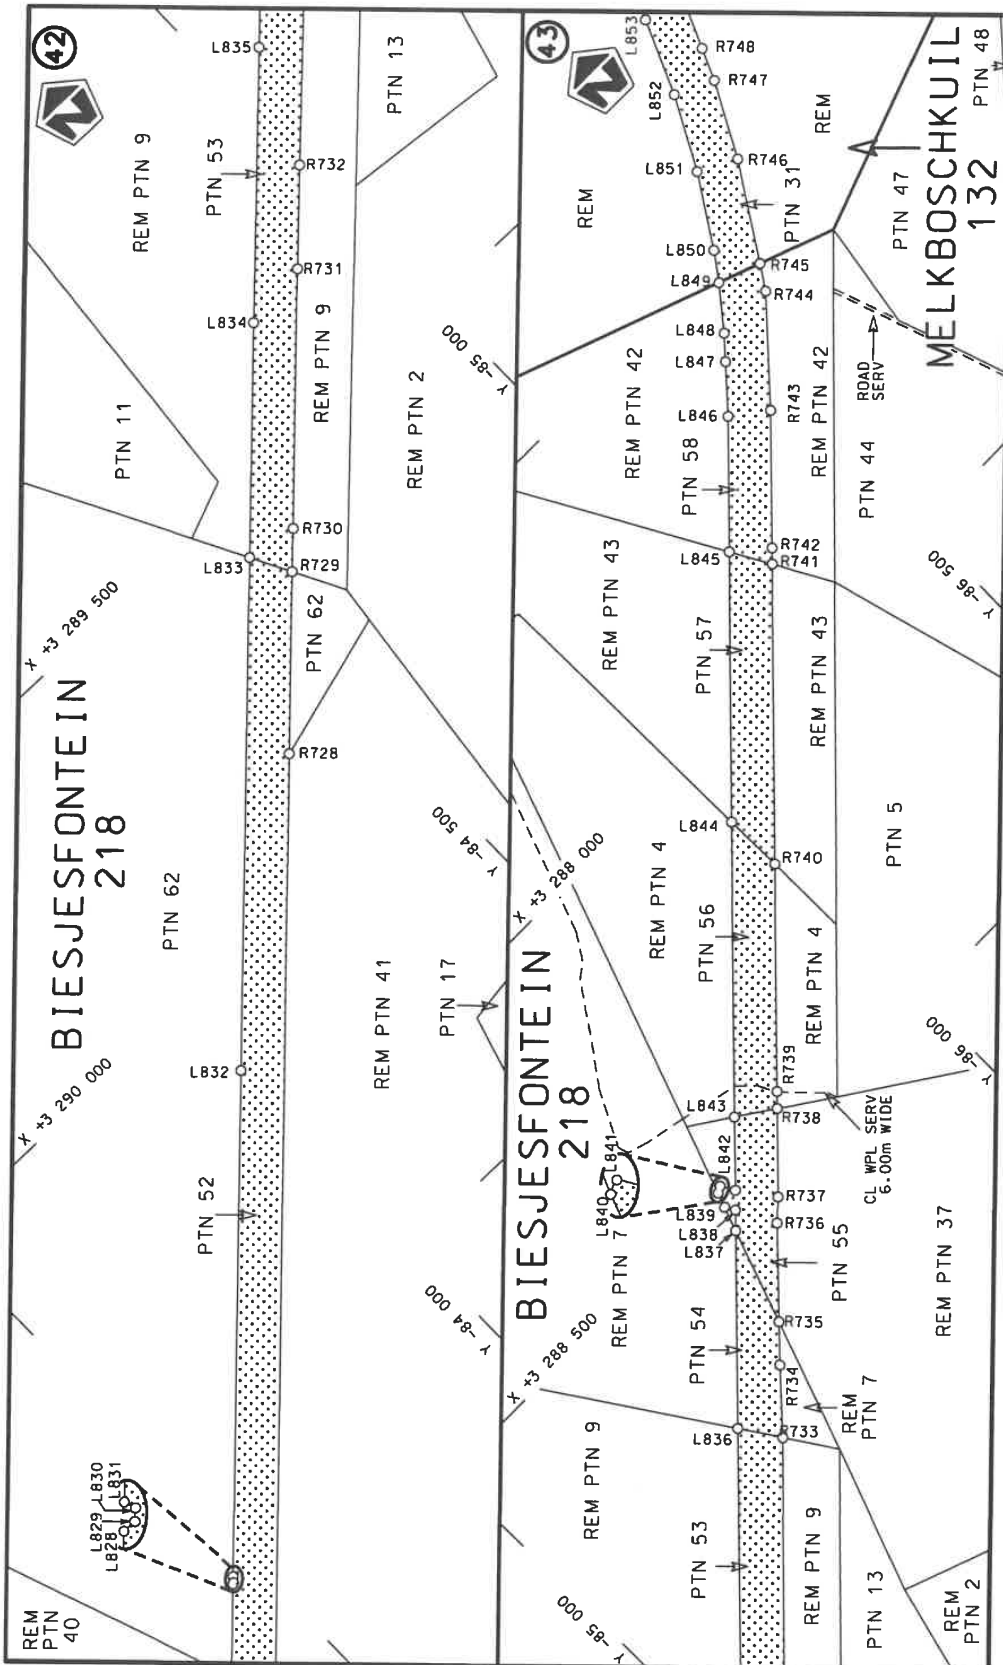 42
REM
PTN
40
L828
L829
L830
L831
PTN 52
X +3 290 000
L832
BIESJESFONTEIN
218
PTN 62
REM PTN 41
PTN 17
Y-84 000
Y-84 500
X +3 289 500
R728
PTN 62
L833
R729
R730
PTN 11
REM PTN 2
L834
REM PTN 9
R731
Y-85 000
REM PTN 9
PTN 53
R732
PTN 13
L835
43
Y-85 000
PTN 53
REM PTN 9
REM PTN 9
PTN 13
REM
PTN 2
L836
R733
REM
PTN 7
X +3 288 500
PTN 54
R734
R735
REM PTN 7
PTN 55
REM PTN 37
L837
L838
L839
L840
L841
L842
R736
R737
BIESJESFONTEIN
218
L843
R738
R739
CL WPL SERV
6.00m WIDE
Y-86 000
X +3 288 000
REM PTN 4
PTN 56
REM PTN 4
L844
R740
PTN 5
REM PTN 43
PTN 57
REM PTN 43
Y-86 500
L845
R741
R742
PTN 58
REM PTN 42
REM PTN 42
PTN 44
L846
R743
L847
L848
L849
R744
R745
ROAD
SERV
L850
REM
PTN 31
PTN 47
L851
R746
REM
MELKBOSCHKUIL
132
L852
R747
L853
R748
PTN 48